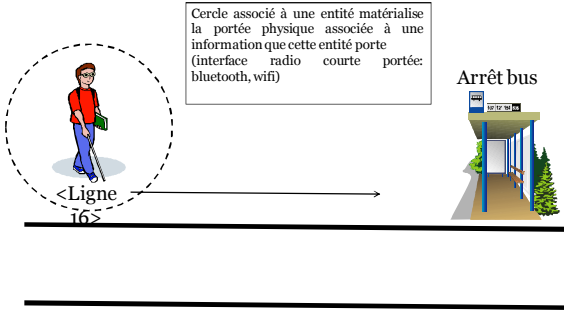 Cercle associé à une entité matérialise
la portée physique associée à une
information que cette entité porte
(interface radio courte portée:
bluetooth, wifi)
Arrêt bus
<Ligne
16>